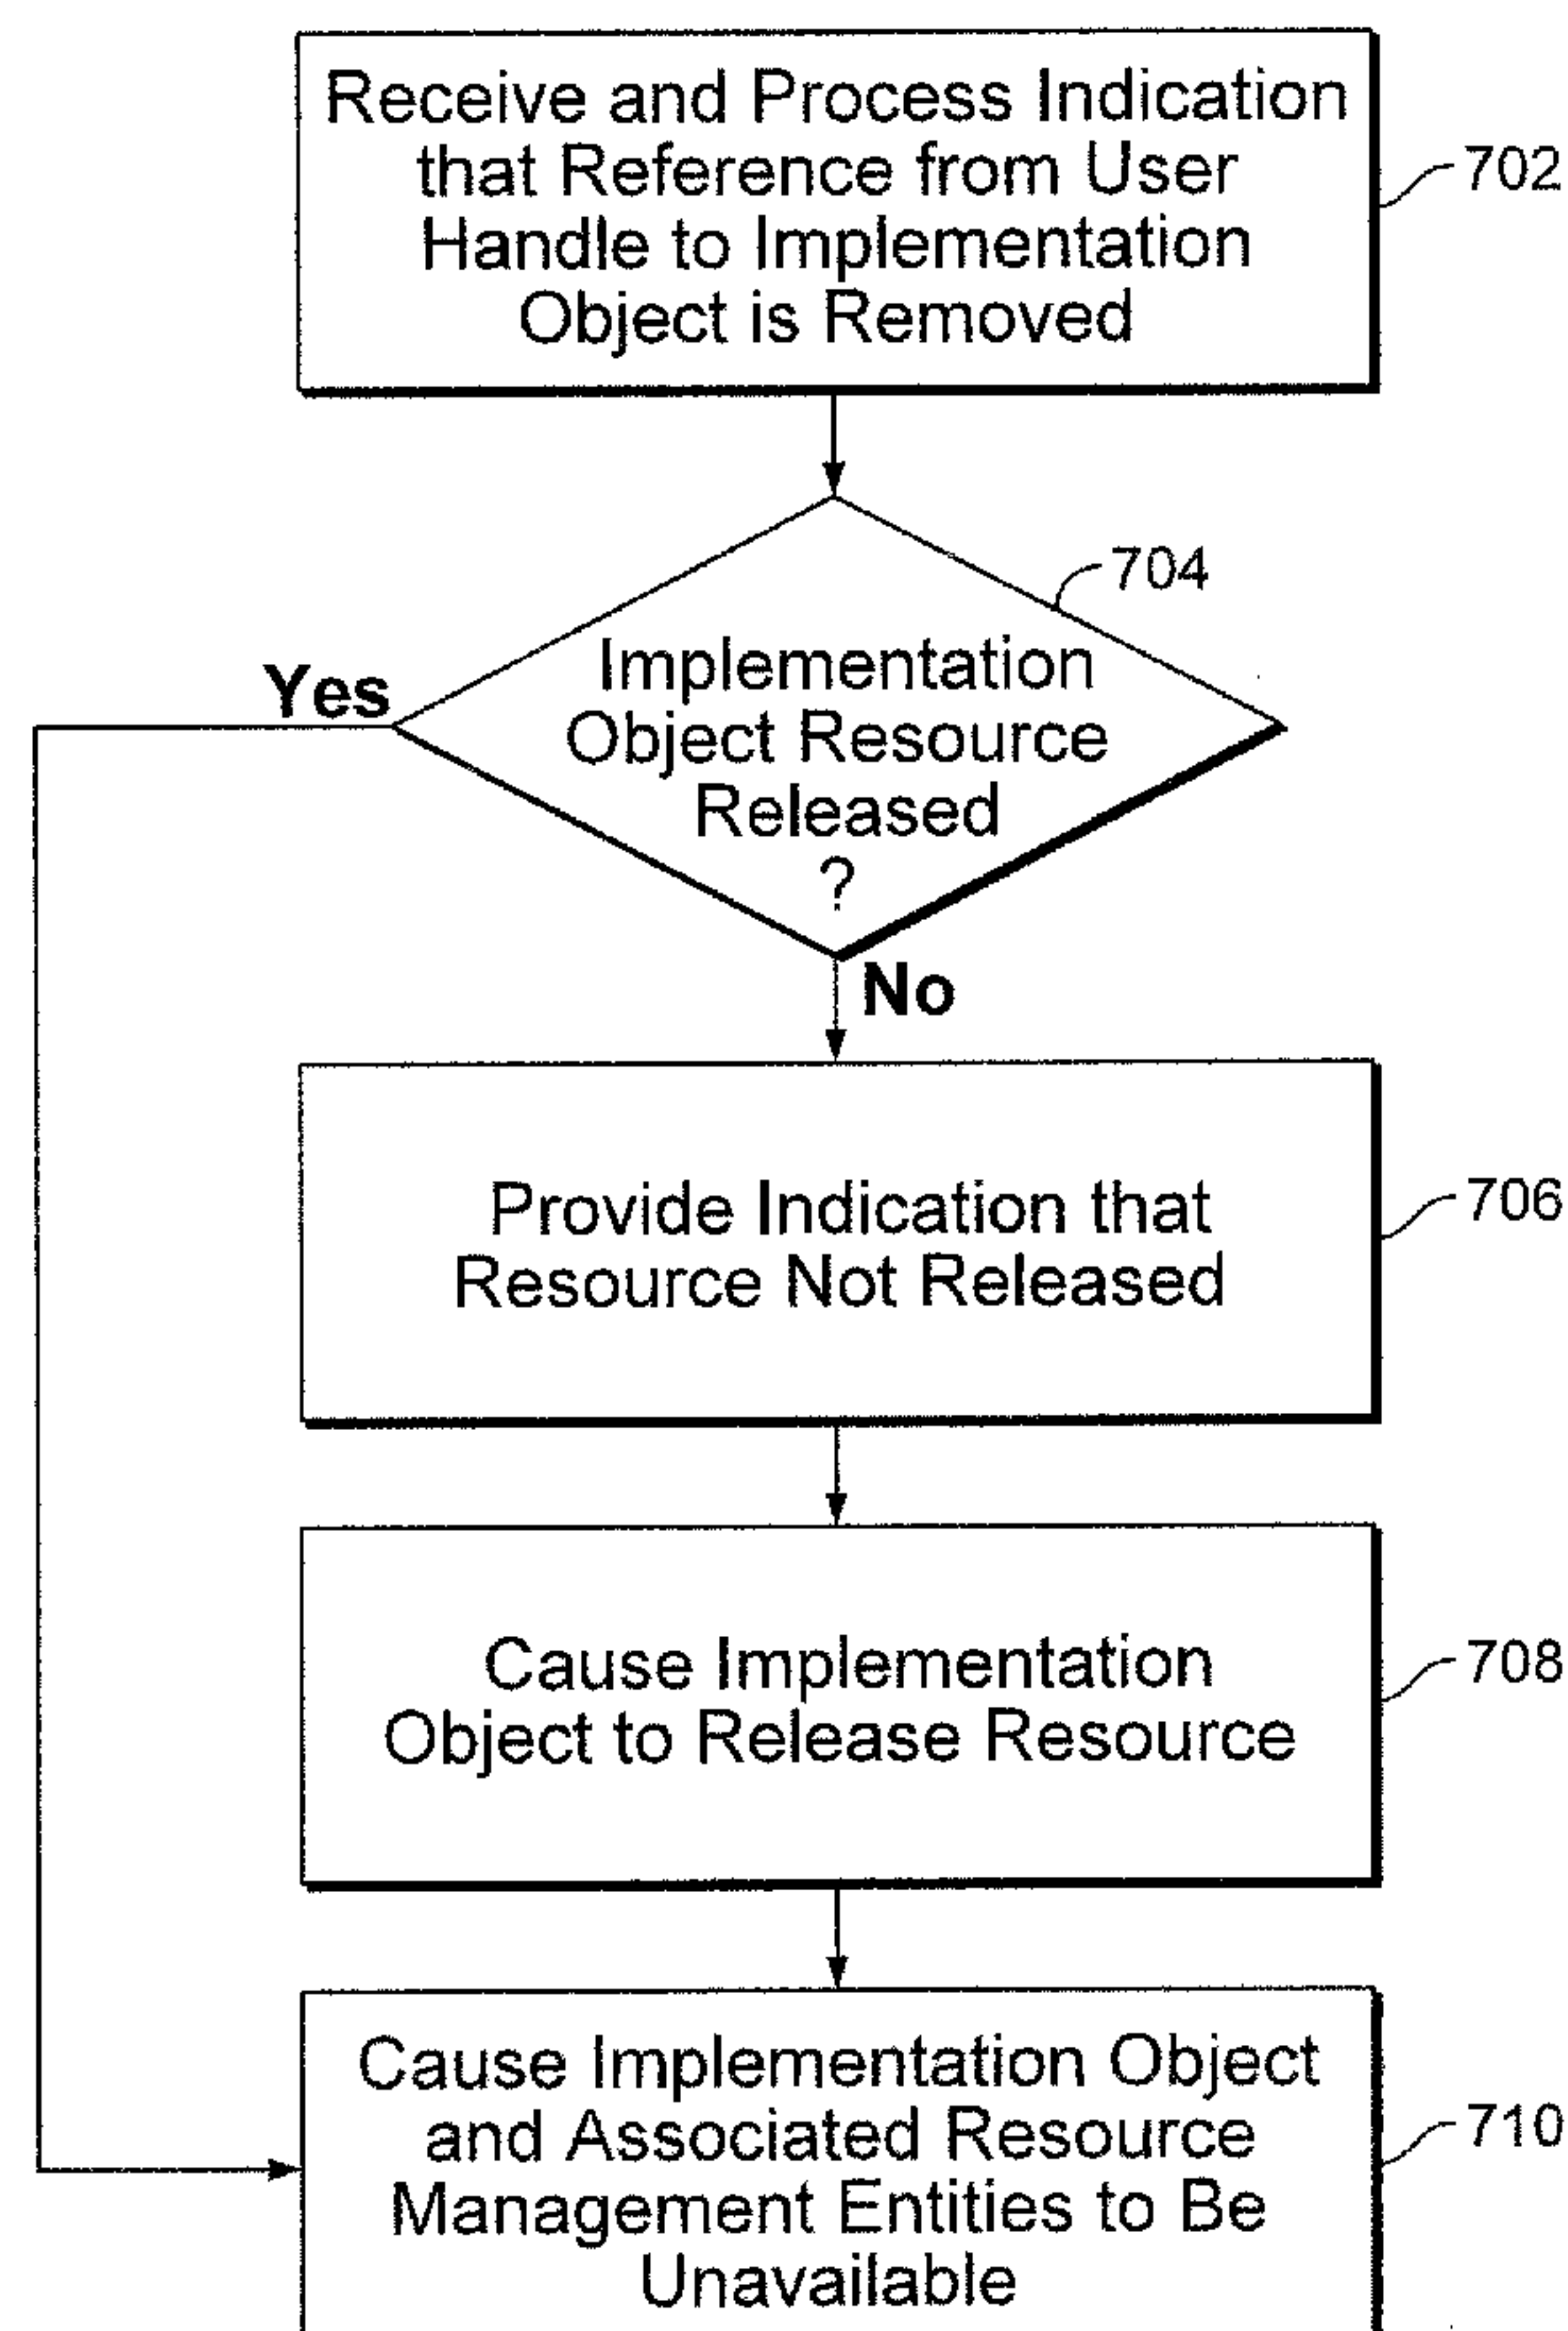 Receive and Process Indication
that Reference from User
Handle to Implementation
Object is Removed
702
704
Implementation
Object Resource
Released
?
Yes
No
Provide Indication that
Resource Not Released
706
Cause Implementation
Object to Release Resource
708
Cause Implementation Object
and Associated Resource
Management Entities to Be
Unavailable
710